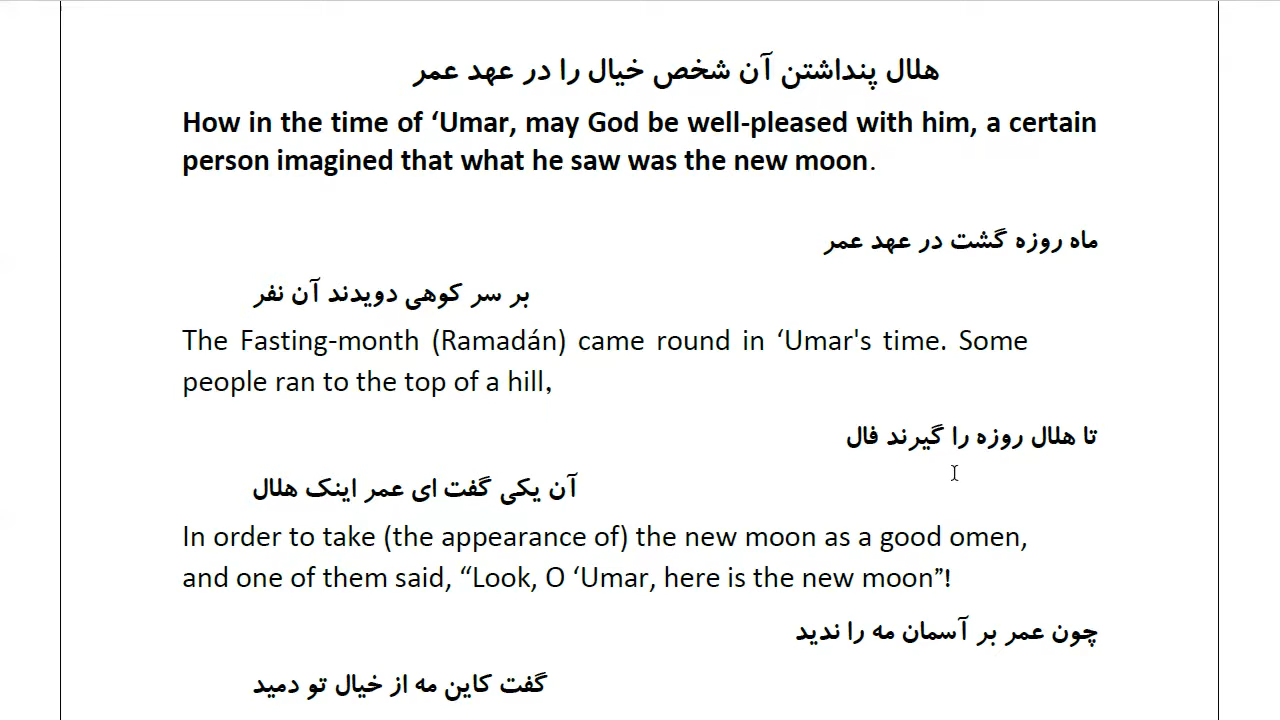 هلال پنداشتن آن شخص خیال را در عهد عمر
How in the time of ‘Umar, may God be well-pleased with him, a certain
person imagined that what he saw was the new moon.
ماه روزه گشت در عهد عمر
بر سر کوهی دویدند آن نفر
The Fasting-month (Ramadán) came round in ‘Umar's time. Some
people ran to the top of a hill,
تا هلال روزه را گیرند فال
آن یکی گفت ای عمر اینک هلال
In order to take (the appearance of) the new moon as a good omen,
and one of them said, “Look, O ‘Umar, here is the new moon”!
چون عمر بر آسمان مه را ندید
گفت کاین مه از خیال تو دمید